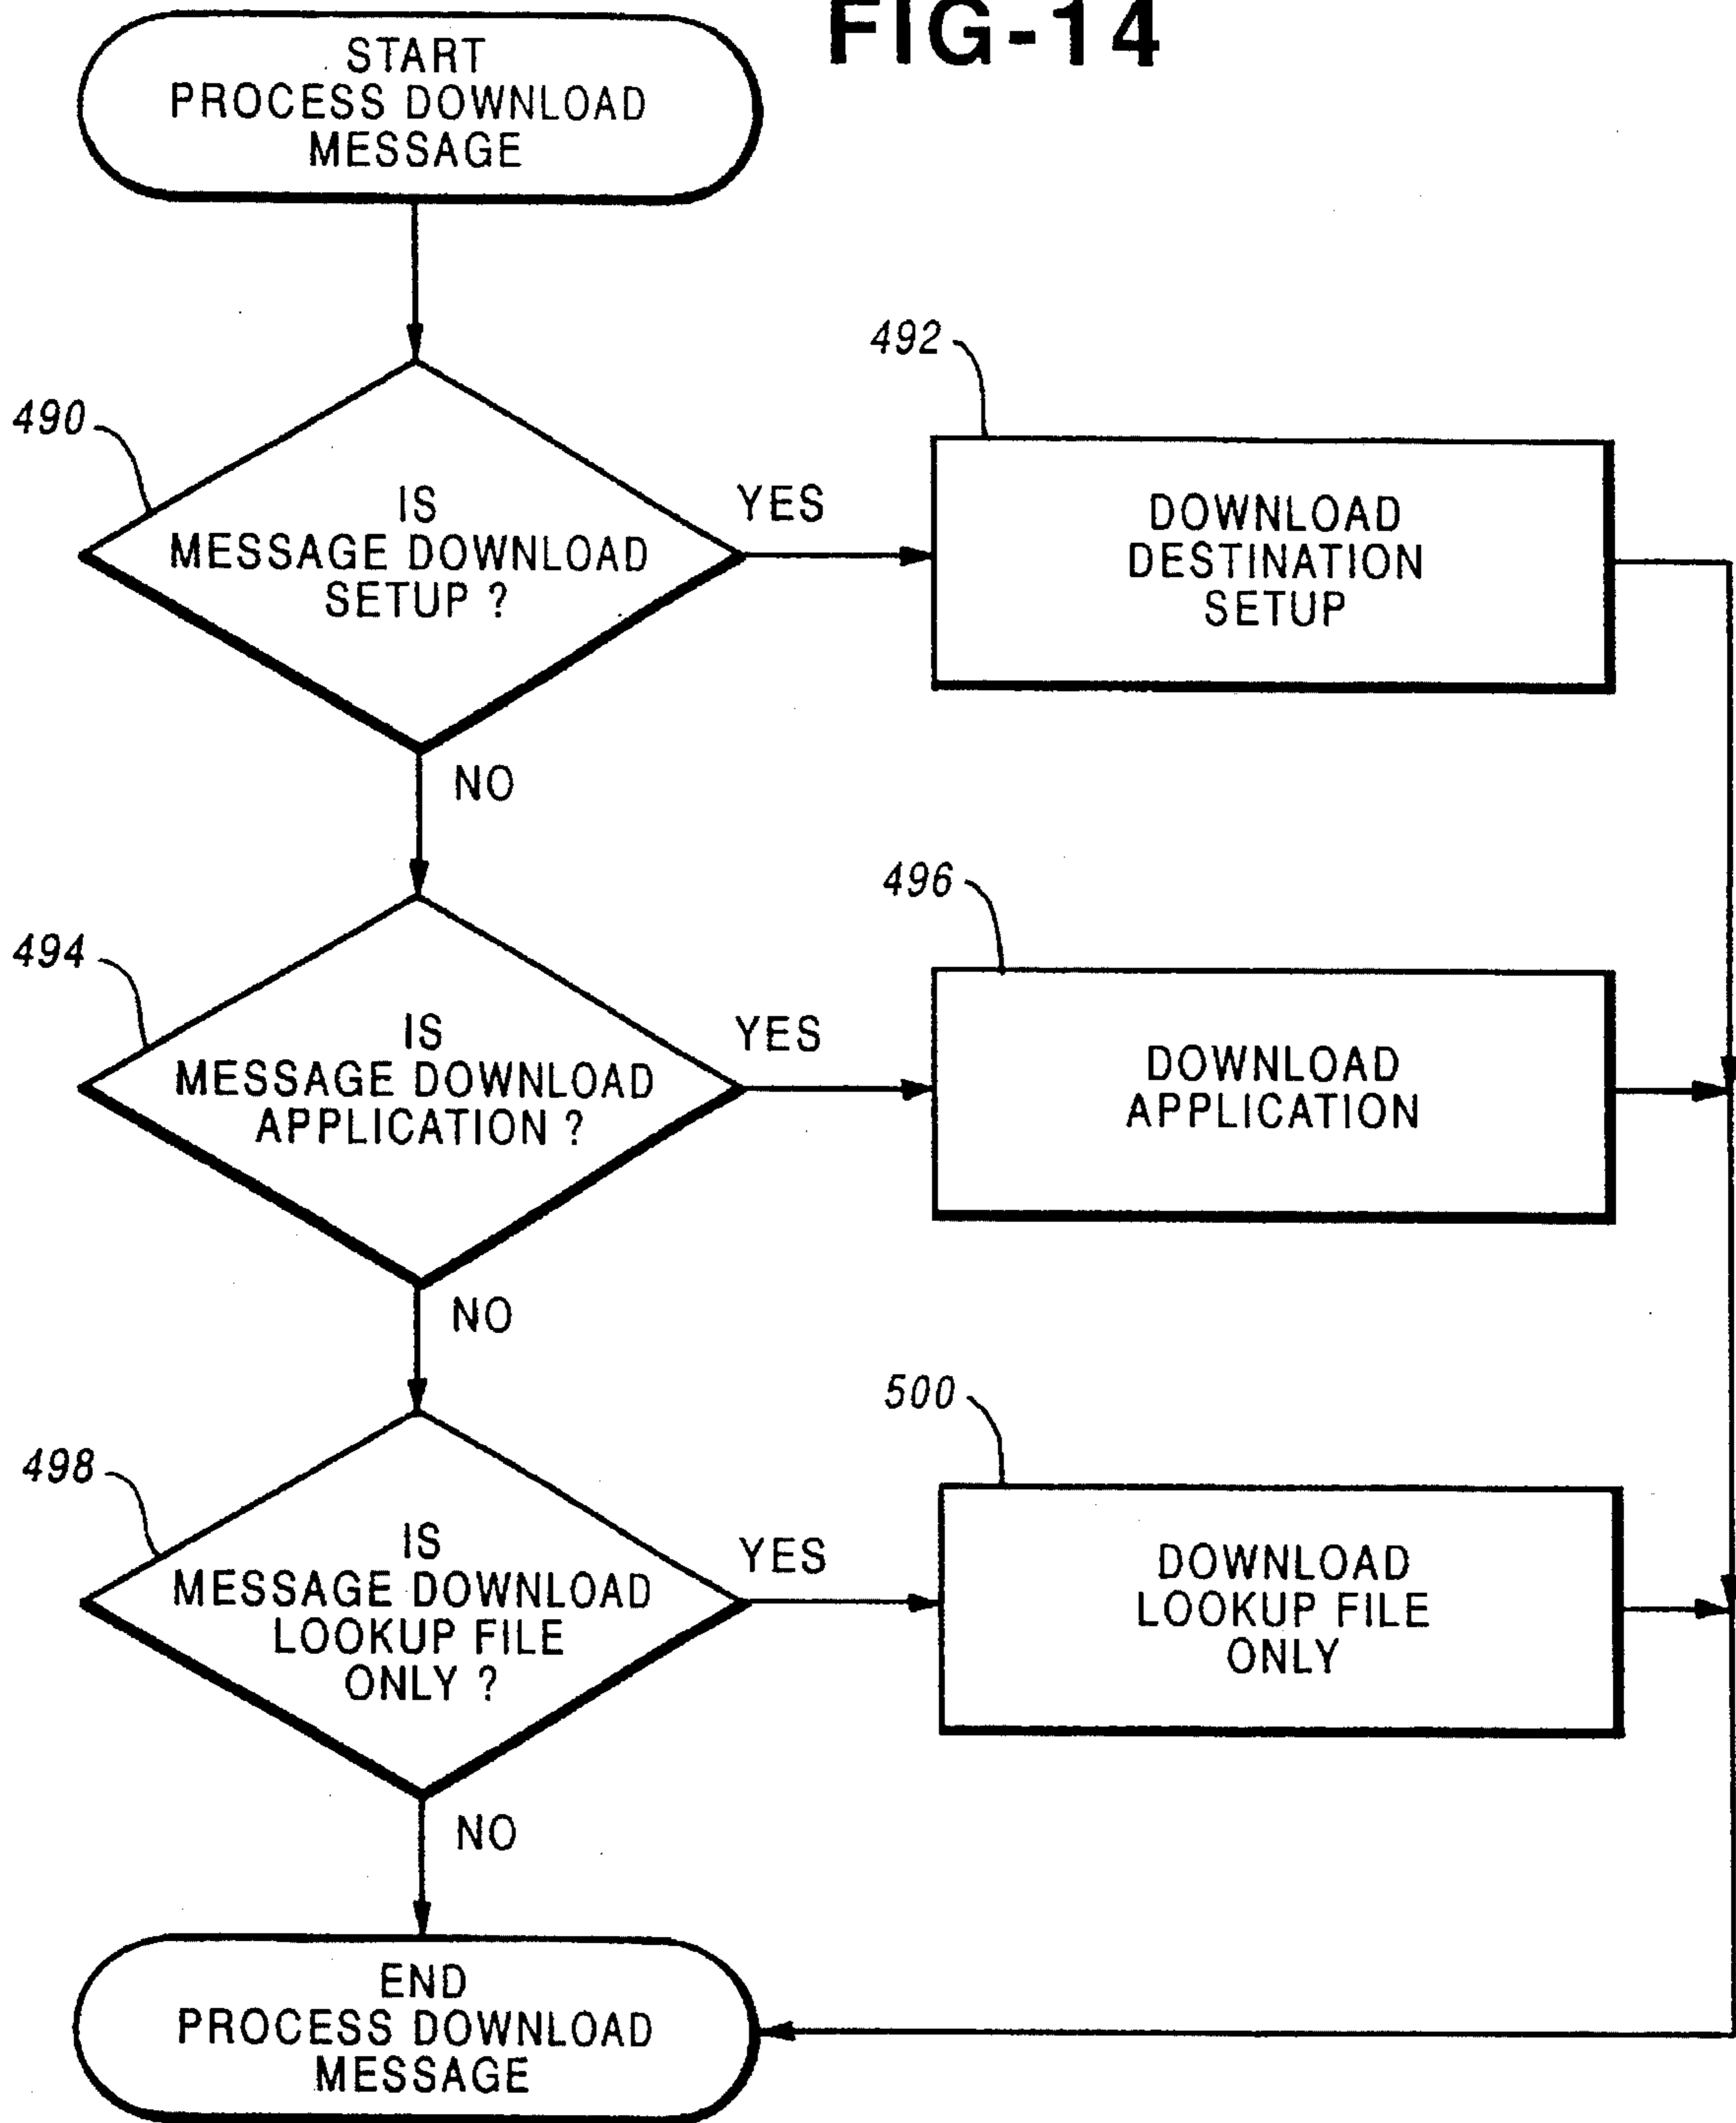 FIG-14
START
PROCESS DOWNLOAD
MESSAGE
492
490
IS
MESSAGE DOWNLOAD
SETUP ?
YES
DOWNLOAD
DESTINATION
SETUP
NO
496
494
IS
MESSAGE DOWNLOAD
APPLICATION ?
YES
DOWNLOAD
APPLICATION
NO
500
498
IS
MESSAGE DOWNLOAD
LOOKUP FILE
ONLY ?
YES
DOWNLOAD
LOOKUP FILE
ONLY
NO
END
PROCESS DOWNLOAD
MESSAGE